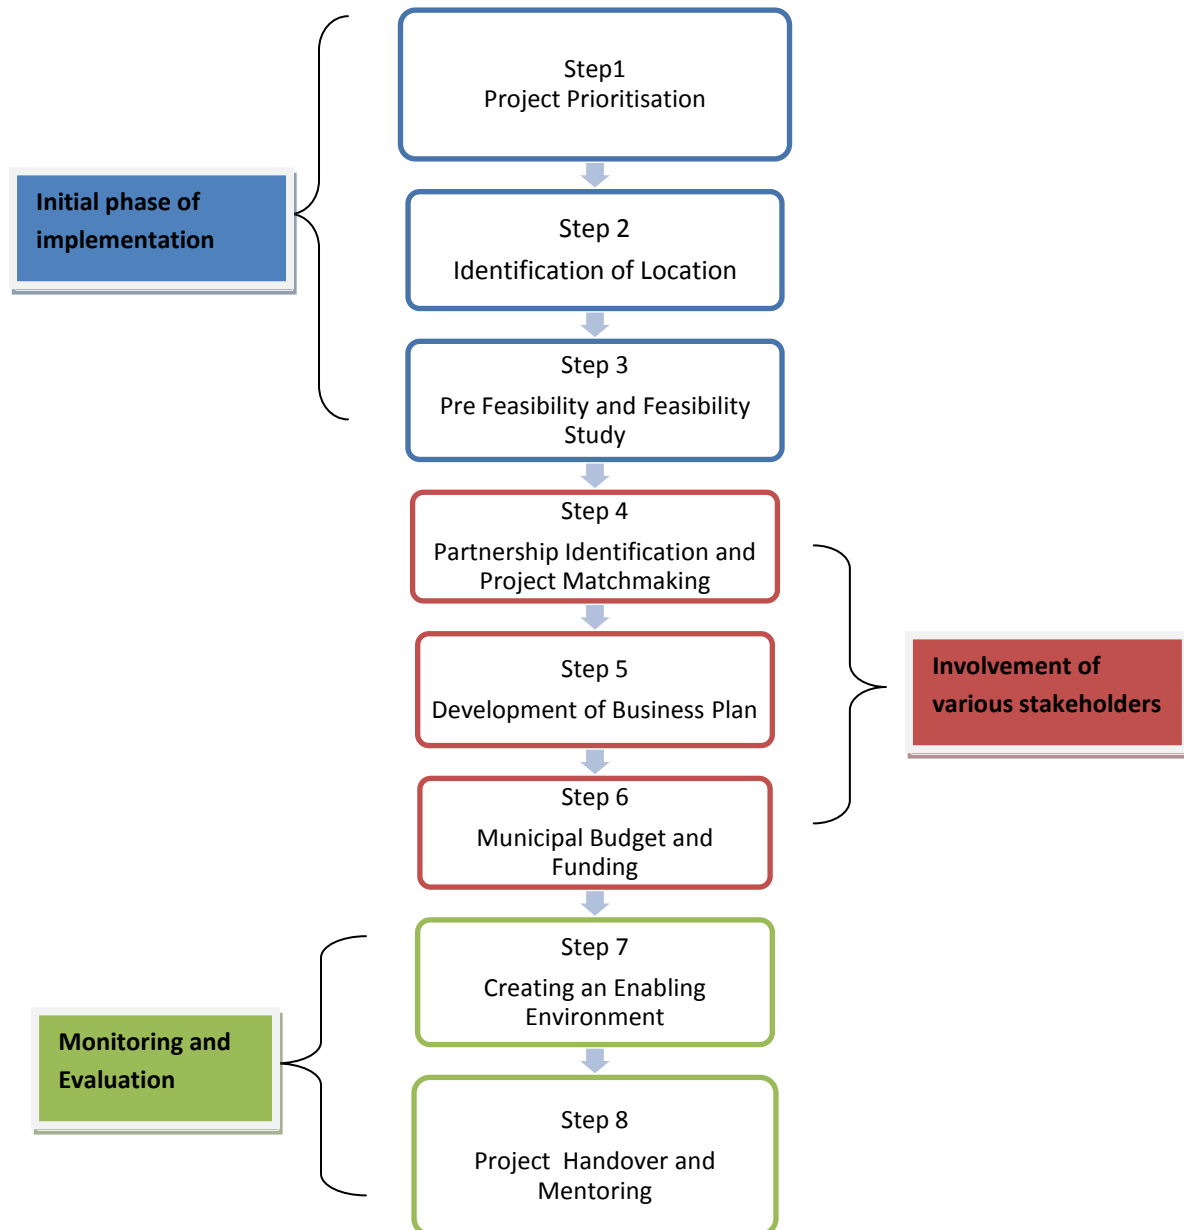 Step1
Project Prioritisation
Initial phase of
implementation
Step 2
Identification of Location
Step 3
Pre Feasibility and Feasibility
Study
Step 4
Partnership Identification and
Project Matchmaking
Step 5
Development of Business Plan
Involvement of
various stakeholders
Step 6
Municipal Budget and
Funding
Step 7
Creating an Enabling
Environment
Monitoring and
Evaluation
Step 8
Project Handover and
Mentoring